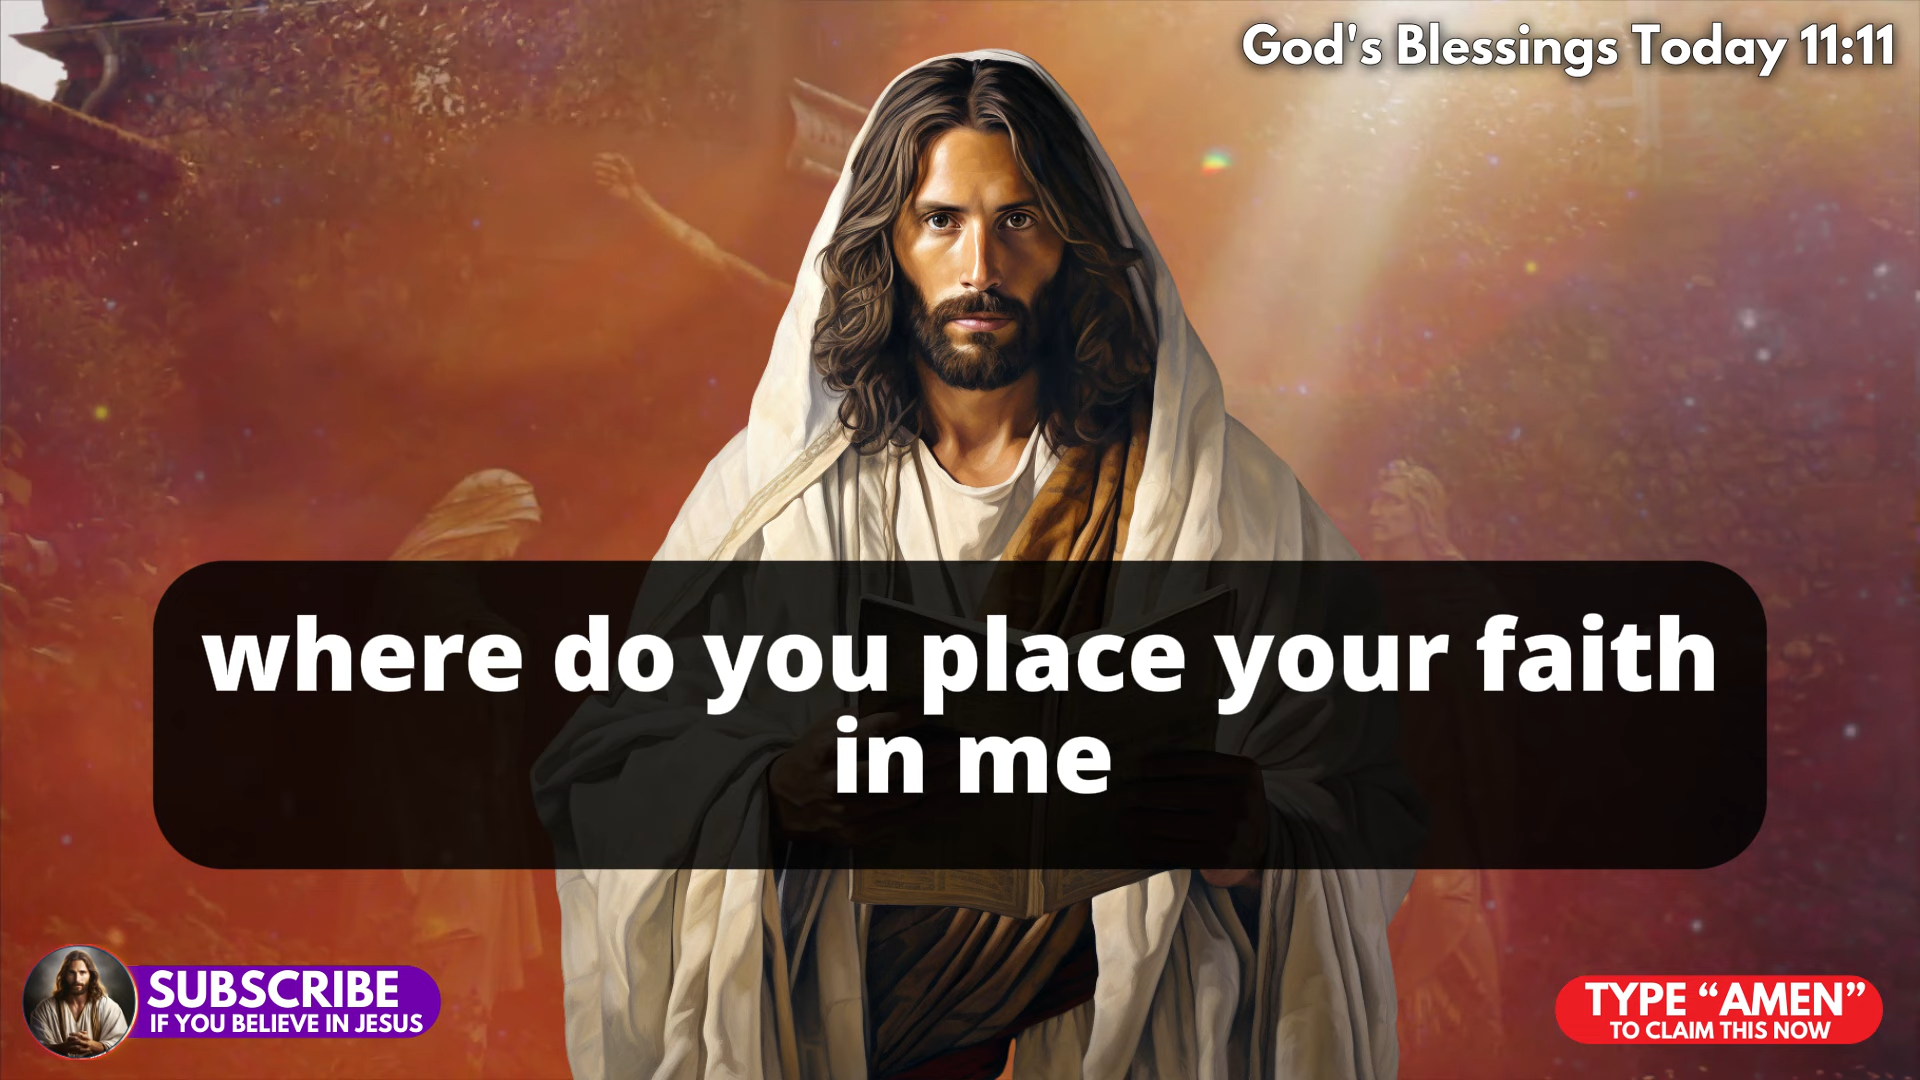 God's Blessings Today 11:11
where do you place your faith
in me
SUBSCRIBE
IF YOU BELIEVE IN JESUS
TYPE “AMEN”
TO CLAIM THIS NOW